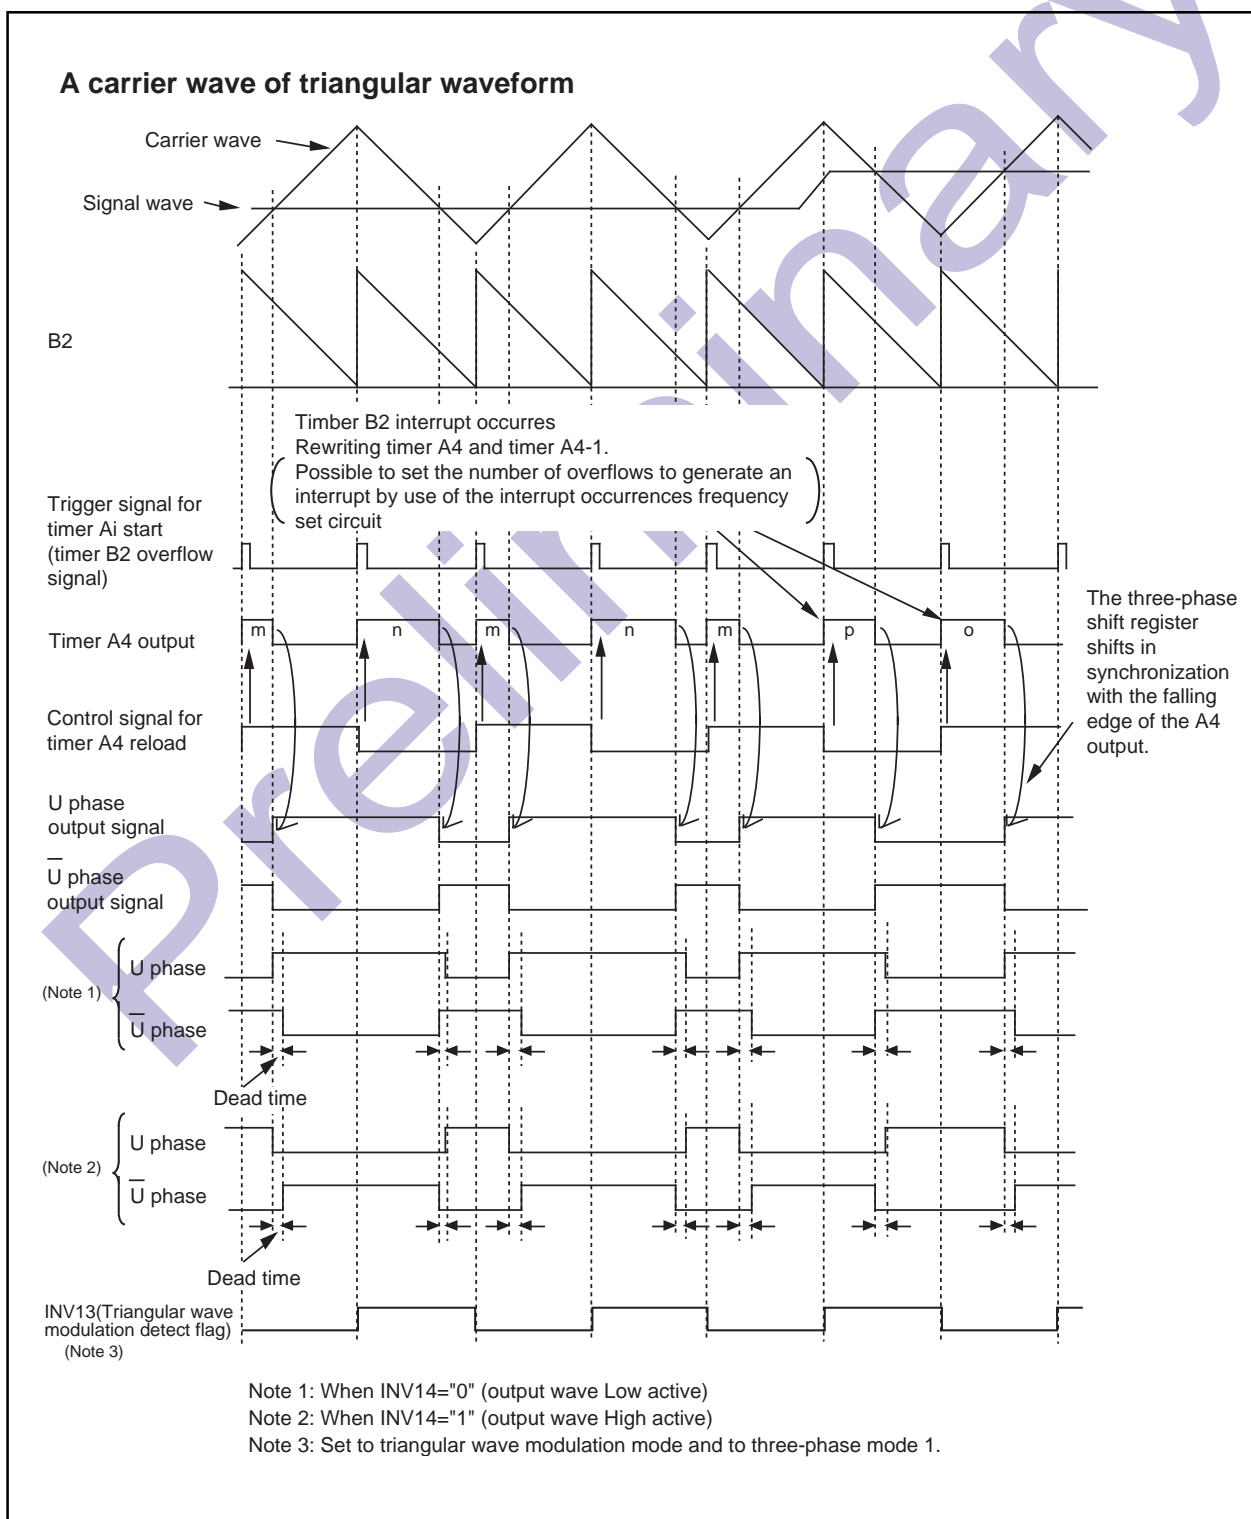 A carrier wave of triangular waveform
Carrier wave
Signal wave
B2
Timber B2 interrupt occurres
Rewriting timer A4 and timer A4-1.
Possible to set the number of overflows to generate an
interrupt by use of the interrupt occurrences frequency
set circuit
Trigger signal for
timer Ai start
(timer B2 overflow
signal)
Timer A4 output
m
n
m
n
m
p
o
The three-phase
shift register
shifts in
synchronization
with the falling
edge of the A4
output.
Control signal for
timer A4 reload
U phase
output signal
U̅ phase
output signal
(Note 1)
U phase
U̅ phase
Dead time
(Note 2)
U phase
U̅ phase
Dead time
INV13(Triangular wave
modulation detect flag)
(Note 3)
Note 1: When INV14="0" (output wave Low active)
Note 2: When INV14="1" (output wave High active)
Note 3: Set to triangular wave modulation mode and to three-phase mode 1.
Preliminary